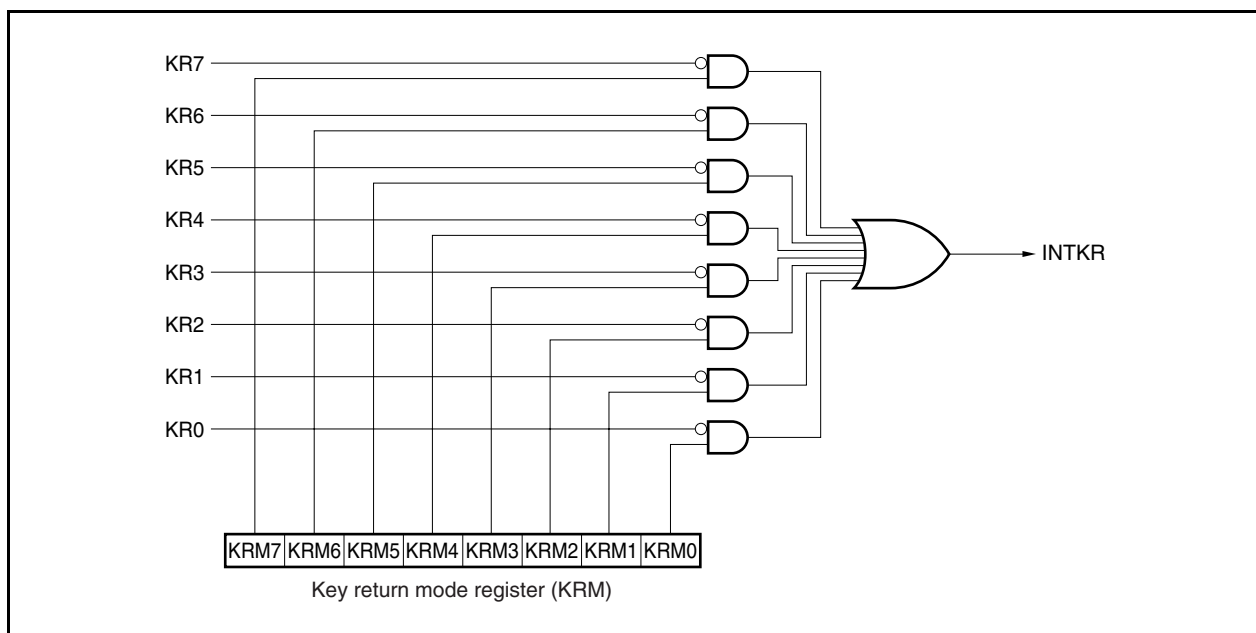 KR7
KR6
KR5
KR4
KR3
INTKR
KR2
KR1
KR0
KRM7 KRM6 KRM5 KRM4 KRM3 KRM2 KRM1 KRM0
Key return mode register (KRM)